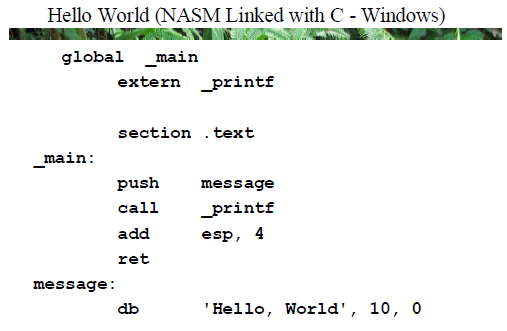 Hello World (NASM Linked with C - Windows)
global _main
extern _printf
section .text
_main:
push message
call _printf
add esp, 4
ret
message:
db 'Hello, World', 10, 0